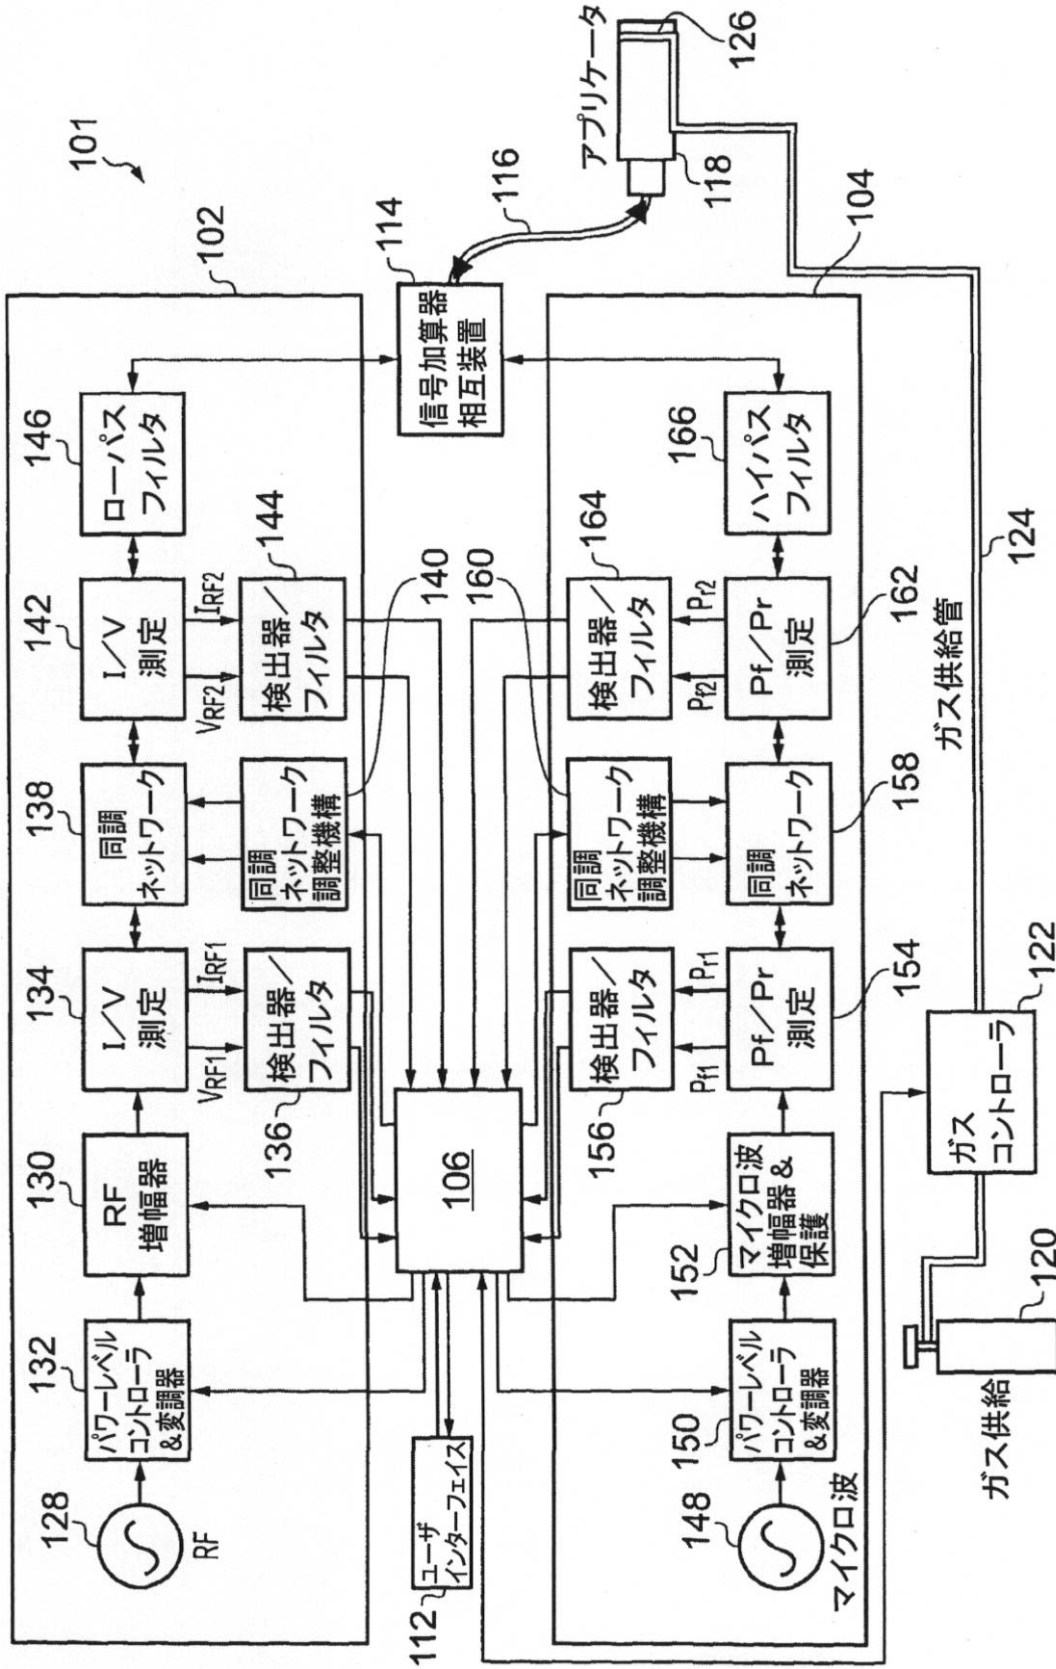 101
102
128
RF
132
パワーレベル
コントローラ
&変調器
130
RF
増幅器
134
I/V
測定
VRF1
IRF1
136
検出器/
フィルタ
138
同調
ネットワーク
同調
ネットワーク
調整機構
140
142
I/V
測定
VRF2
IRF2
144
検出器/
フィルタ
146
ローパス
フィルタ
112
ユーザ
インターフェイス
106
114
信号加算器
相互装置
116
アプリケータ
118
126
104
148
マイクロ波
150
パワーレベル
コントローラ
&変調器
152
マイクロ波
増幅器&
保護
156
検出器/
フィルタ
Pf1
Pr1
Pf/Pr
測定
154
160
同調
ネットワーク
調整機構
同調
ネットワーク
158
164
検出器/
フィルタ
Pf2
Pr2
Pf/Pr
測定
162
166
ハイパス
フィルタ
ガス供給
120
ガス
コントローラ
122
ガス供給管
124